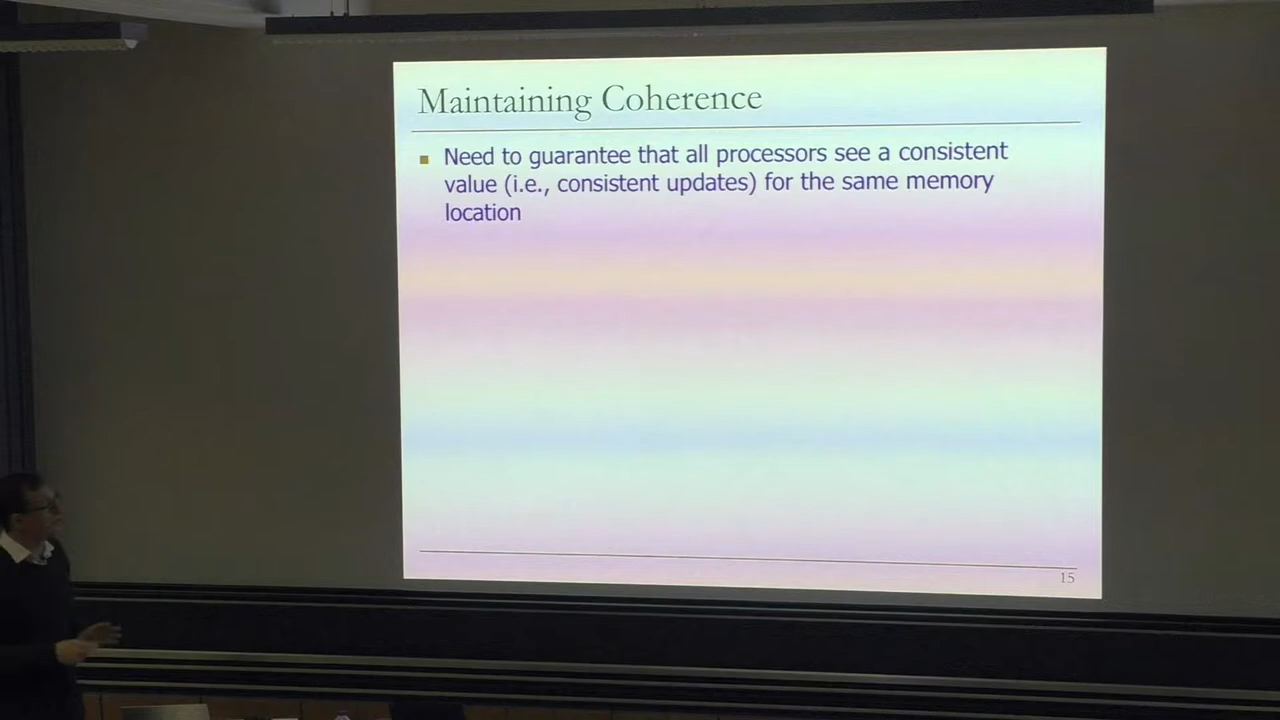 Maintaining Coherence
Need to guarantee that all processors see a consistent
value (i.e., consistent updates) for the same memory
location
15